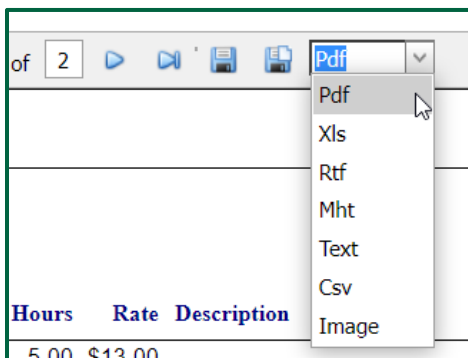 of 2 Pdf
Pdf
Xls
Rtf
Mht
Text
Csv
Image
Hours Rate Description
5.00 $13.00